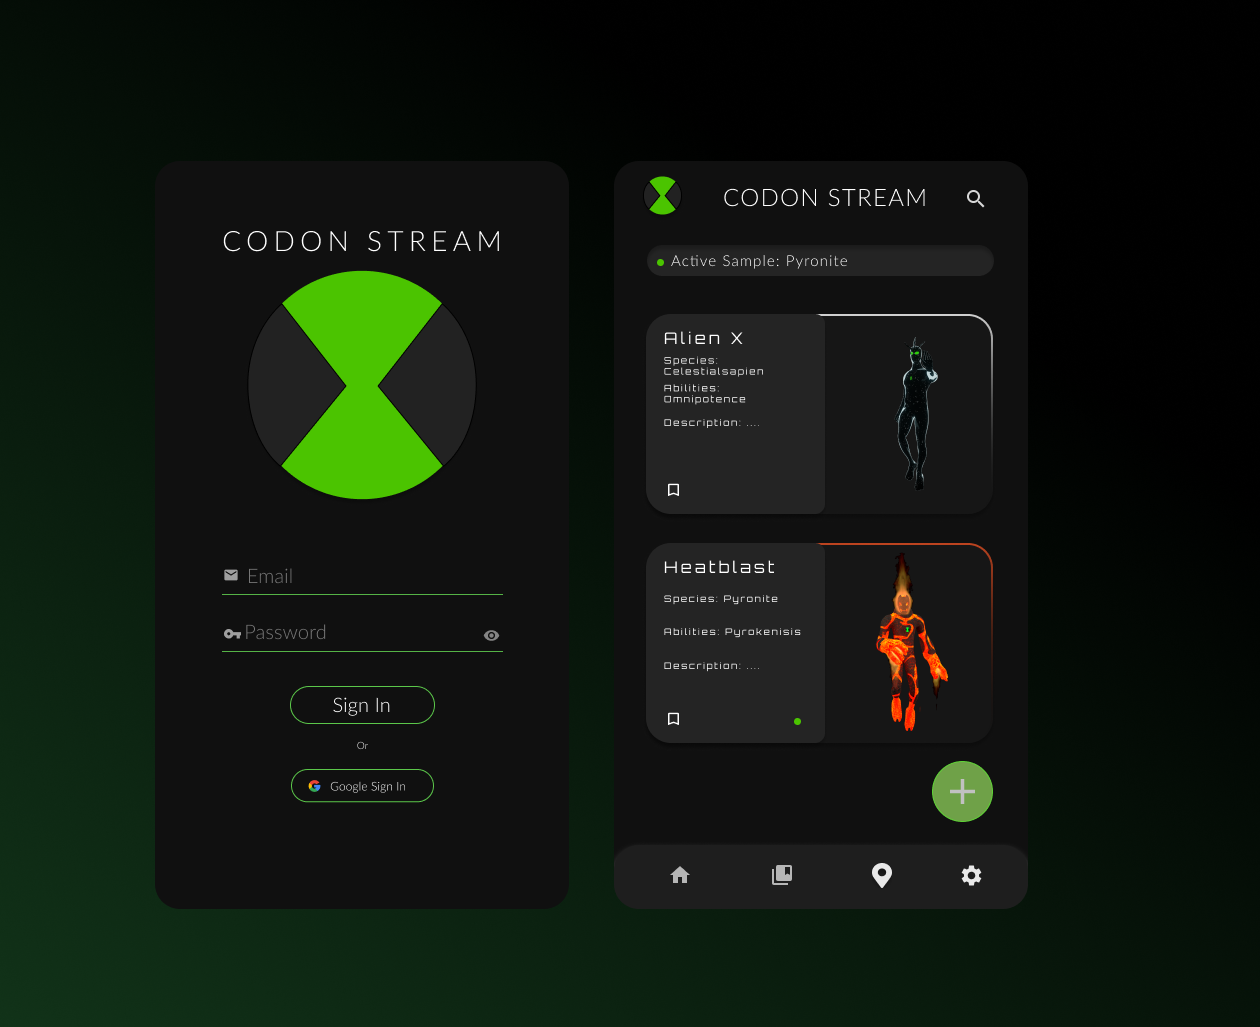 CODON STREAM
Email
Password
Sign In
Or
Google Sign In
CODON STREAM
Active Sample: Pyronite
Alien X
Species:
Celestialsapien
Abilities:
Omnipotence
Description: ....
Heatblast
Species: Pyronite
Abilities: Pyrokenisis
Description: ....